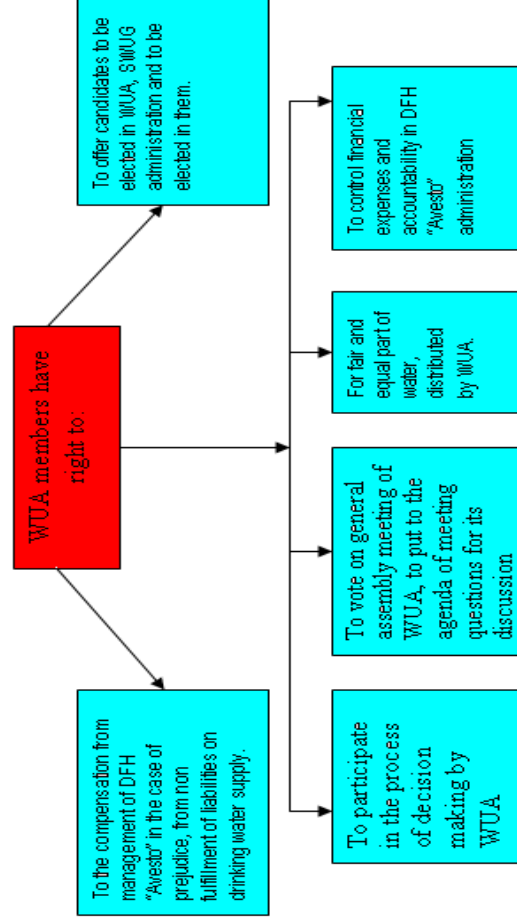 WUA members have
right to:
To the compensation from
management of DFH
"Avesto" in the case of
prejudice, from non
fulfillment of liabilities on
drinking water supply.
To offer candidates to be
elected in WUA, SWUG
administration and to be
elected in them.
To participate
in the process
of decision
making by
WUA
To vote on general
assembly meeting of
WUA, to put to the
agenda of meeting
questions for its
discussion
For fair and
equal part of
water,
distributed
by WUA.
To control financial
expenses and
accountability in DFH
"Avesto"
administration